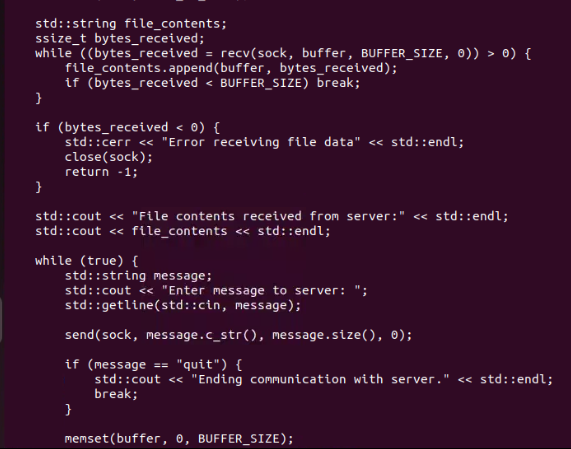 std::string file_contents;
ssize_t bytes_received;
while ((bytes_received = recv(sock, buffer, BUFFER_SIZE, 0)) > 0) {
    file_contents.append(buffer, bytes_received);
    if (bytes_received < BUFFER_SIZE) break;
}

if (bytes_received < 0) {
    std::cerr << "Error receiving file data" << std::endl;
    close(sock);
    return -1;
}

std::cout << "File contents received from server:" << std::endl;
std::cout << file_contents << std::endl;

while (true) {
    std::string message;
    std::cout << "Enter message to server: ";
    std::getline(std::cin, message);

    send(sock, message.c_str(), message.size(), 0);

    if (message == "quit") {
        std::cout << "Ending communication with server." << std::endl;
        break;
    }

    memset(buffer, 0, BUFFER_SIZE);